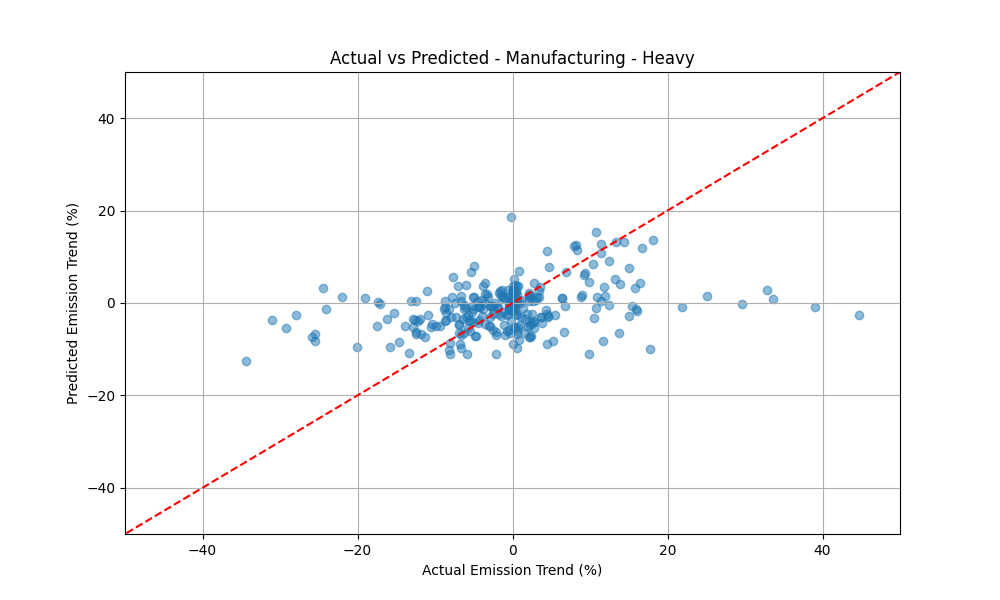 Actual vs Predicted - Manufacturing - Heavy
Predicted Emission Trend (%)
40
20
0
−20
−40
−40 −20 0 20 40
Actual Emission Trend (%)